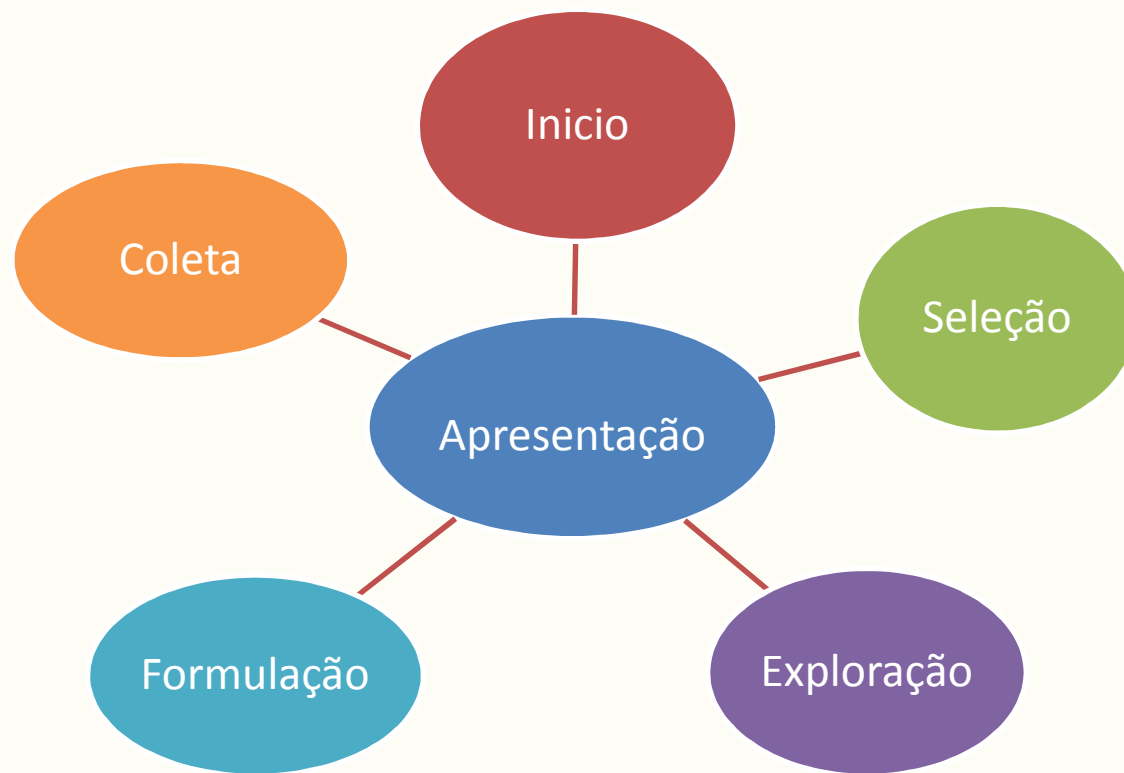 Inicio
Coleta
Seleção
Apresentação
Formulação
Exploração